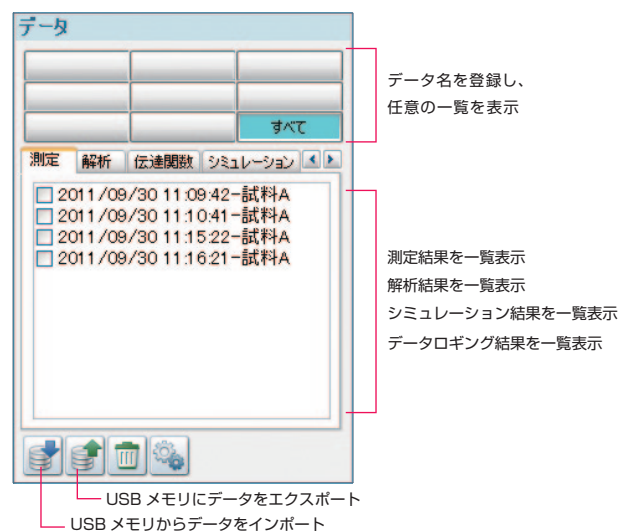 データ
すべて
データ名を登録し、
任意の一覧を表示
測定 解析 伝達関数 シミュレーション
2011/09/30 11:09:42-試料A
2011/09/30 11:10:41-試料A
2011/09/30 11:15:22-試料A
2011/09/30 11:16:21-試料A
測定結果を一覧表示
解析結果を一覧表示
シミュレーション結果を一覧表示
データロギング結果を一覧表示
USB メモリにデータをエクスポート
USB メモリからデータをインポート